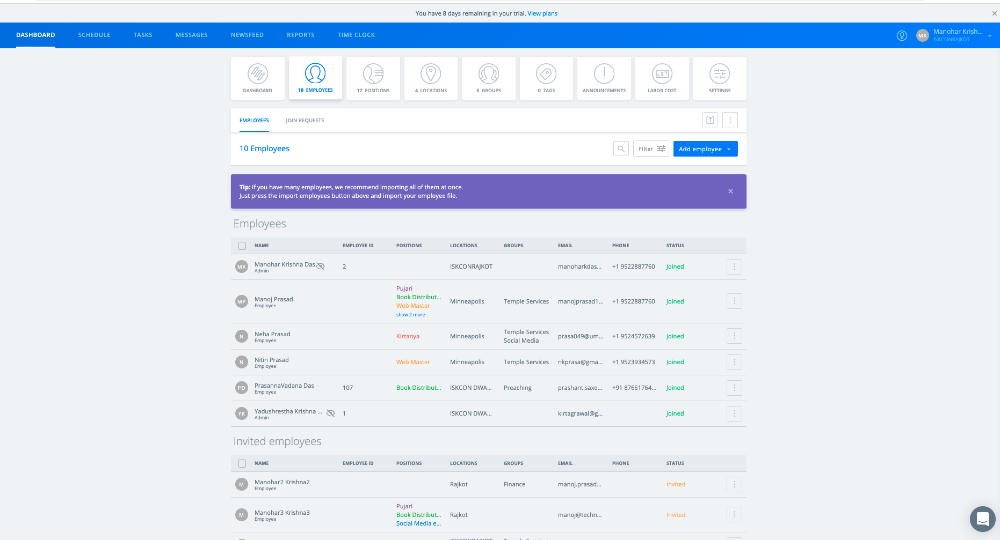 You have 8 days remaining in your trial. View plans
DASHBOARD SCHEDULE TASKS MESSAGES NEWSFEED REPORTS TIME CLOCK
MK Manohar Krish...
ISKCONRAJKOT
DASHBOARD 10 EMPLOYEES 17 POSITIONS 4 LOCATIONS 5 GROUPS 0 TAGS ANNOUNCEMENTS LABOR COST SETTINGS
EMPLOYEES JOIN REQUESTS
10 Employees Filter Add employee
Tip: If you have many employees, we recommend importing all of them at once.
Just press the import employees button above and import your employee file.
Employees
NAME EMPLOYEE ID POSITIONS LOCATIONS GROUPS EMAIL PHONE STATUS
MK Manohar Krishna Das 2 ISKCONRAJKOT manoharkdas... +1 9522887760 Joined
Admin
Pujari
Book Distribut...
MP Manoj Prasad Minneapolis Temple Services manojprasad1... +1 9522887760 Joined
Employee Web Master
show 2 more
N Neha Prasad Kirtanya Minneapolis Temple Services prasa049@um... +1 9524572639 Joined
Employee Social Media
N Nitin Prasad Web Master Minneapolis Temple Services nkprasa@gma... +1 9523934573 Joined
Employee
PD PrasannaVadana Das 107 Book Distribut... ISKCON DWA... Preaching prashant.saxe... +91 87651764... Joined
Employee
YK Yadushrestha Krishna ... 1 ISKCON DWA... kirtagrawal@g... Joined
Admin
Invited employees
NAME EMPLOYEE ID POSITIONS LOCATIONS GROUPS EMAIL PHONE STATUS
M Manohar2 Krishna2 Rajkot Finance manoj.prasad... Invited
Employee
Pujari
M Manohar3 Krishna3 Book Distribut... Rajkot manoj@techn... Invited
Employee Social Media e...